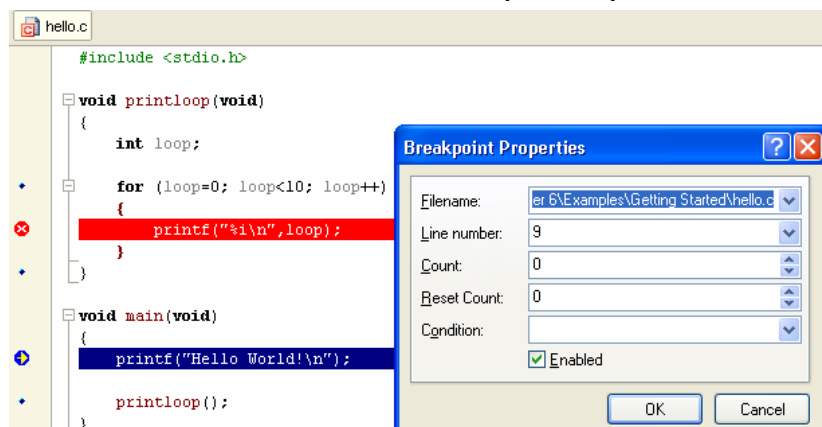 hello.c
#include <stdio.h>
void printloop(void)
{
int loop;
for (loop=0; loop<10; loop++)
{
printf("%i\n",loop);
}
}
void main(void)
{
printf("Hello World!\n");
printloop();
}
Breakpoint Properties
Filename: er 6\Examples\Getting Started\hello.c
Line number: 9
Count: 0
Reset Count: 0
Condition:
Enabled
OK Cancel